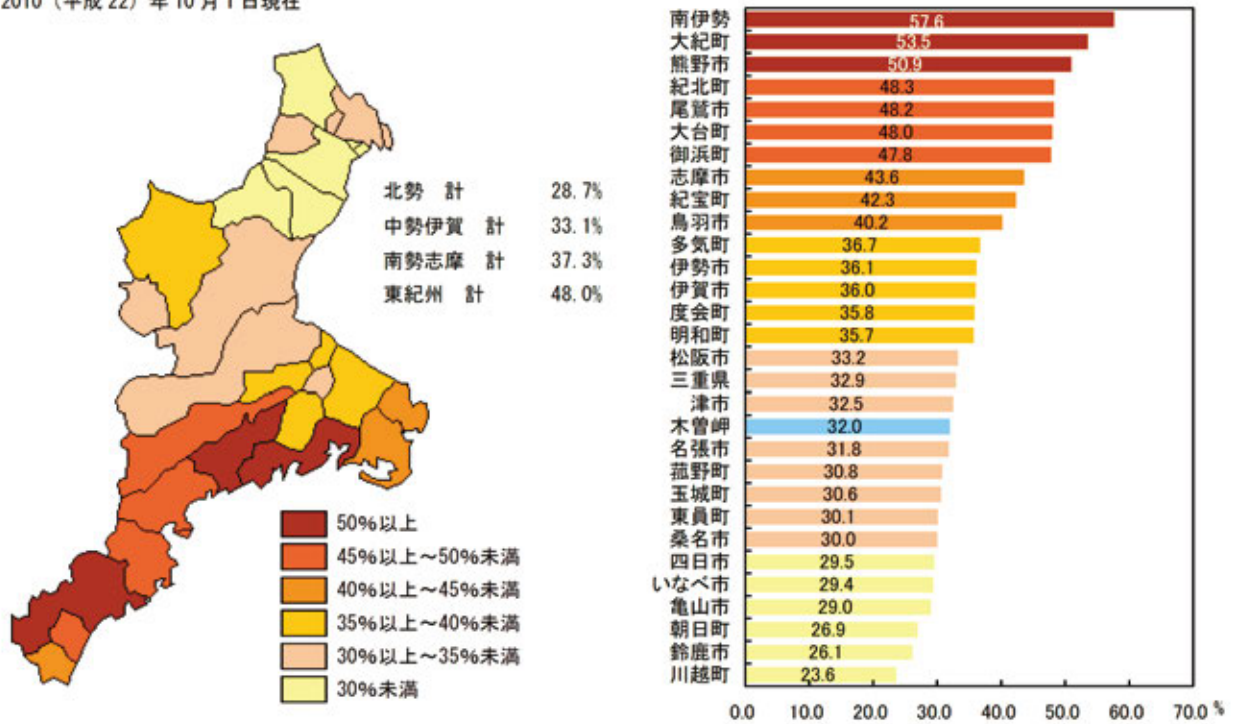 2010（平成 22）年 10 月 1 日現在
北勢 計 28.7%
中勢伊賀 計 33.1%
南勢志摩 計 37.3%
東紀州 計 48.0%
50%以上
45%以上～50%未満
40%以上～45%未満
35%以上～40%未満
30%以上～35%未満
30%未満
南伊勢 57.6
大紀町 53.5
熊野市 50.9
紀北町 48.3
尾鷲市 48.2
大台町 48.0
御浜町 47.8
志摩市 43.6
紀宝町 42.3
鳥羽市 40.2
多気町 36.7
伊勢市 36.1
伊賀市 36.0
度会町 35.8
明和町 35.7
松阪市 33.2
三重県 32.9
津市 32.5
木曽岬 32.0
名張市 31.8
菰野町 30.8
玉城町 30.6
東員町 30.1
桑名市 30.0
四日市 29.5
いなべ市 29.4
亀山市 29.0
朝日町 26.9
鈴鹿市 26.1
川越町 23.6
0.0 10.0 20.0 30.0 40.0 50.0 60.0 70.0 %